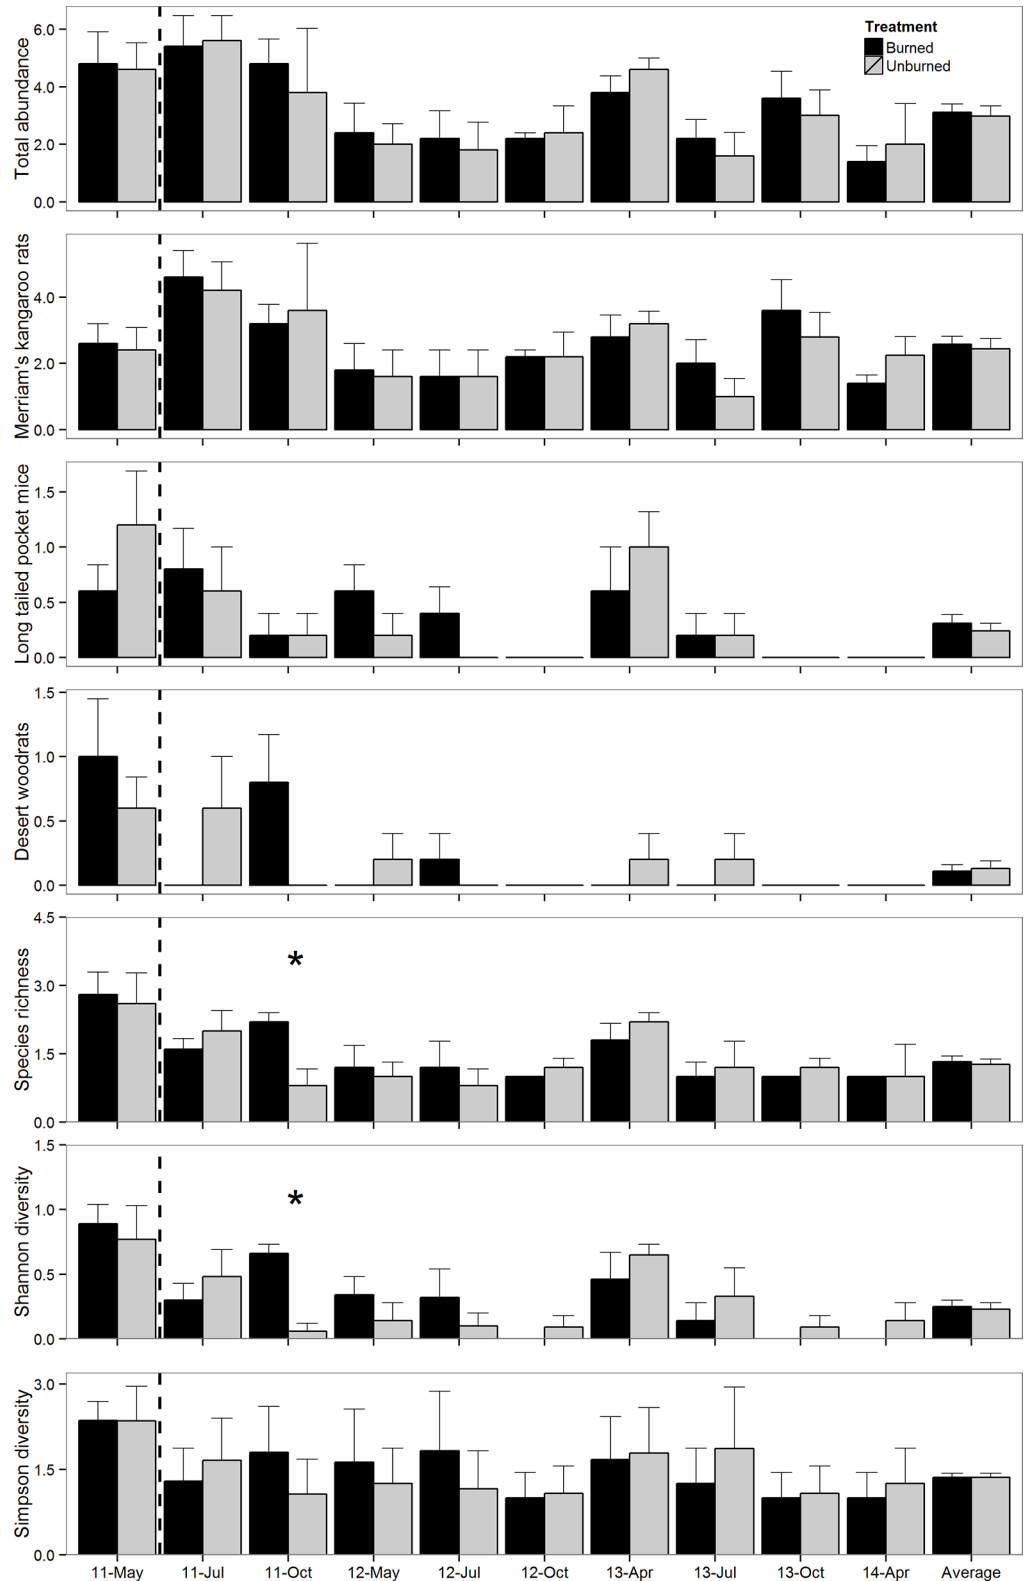 Total abundance
6.0
4.0
2.0
0.0
Treatment
Burned
Unburned
Merriam's kangaroo rats
4.0
2.0
0.0
Long tailed pocket mice
1.5
1.0
0.5
0.0
Desert woodrats
1.5
1.0
0.5
0.0
Species richness
4.5
3.0
1.5
0.0
*
Shannon diversity
1.5
1.0
0.5
0.0
*
Simpson diversity
3.0
1.5
0.0
11-May 11-Jul 11-Oct 12-May 12-Jul 12-Oct 13-Apr 13-Jul 13-Oct 14-Apr Average